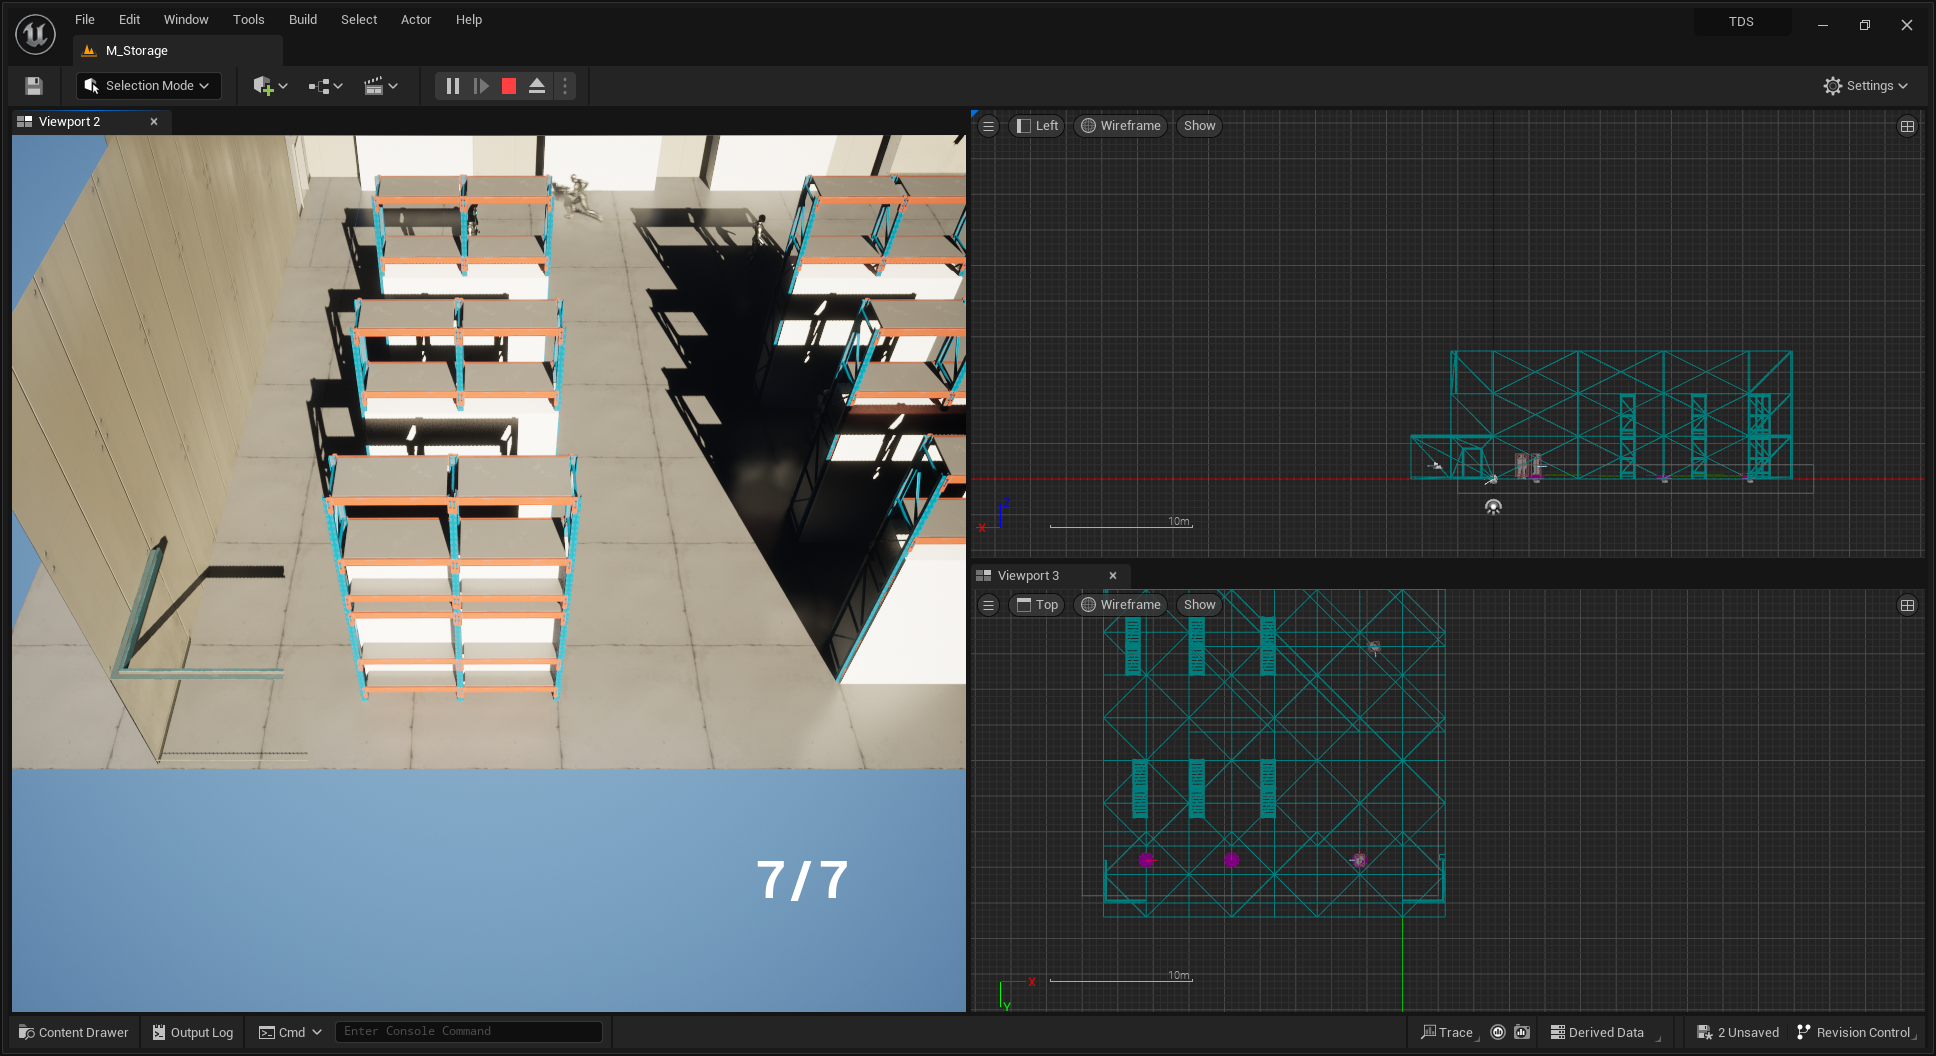 File Edit Window Tools Build Select Actor Help
TDS
M_Storage
Selection Mode
Settings
Viewport 2
Left Wireframe Show
10m
X
Z
Viewport 3
Top Wireframe Show
7/7
10m
X
Y
Content Drawer Output Log Cmd Enter Console Command Trace Derived Data 2 Unsaved Revision Control